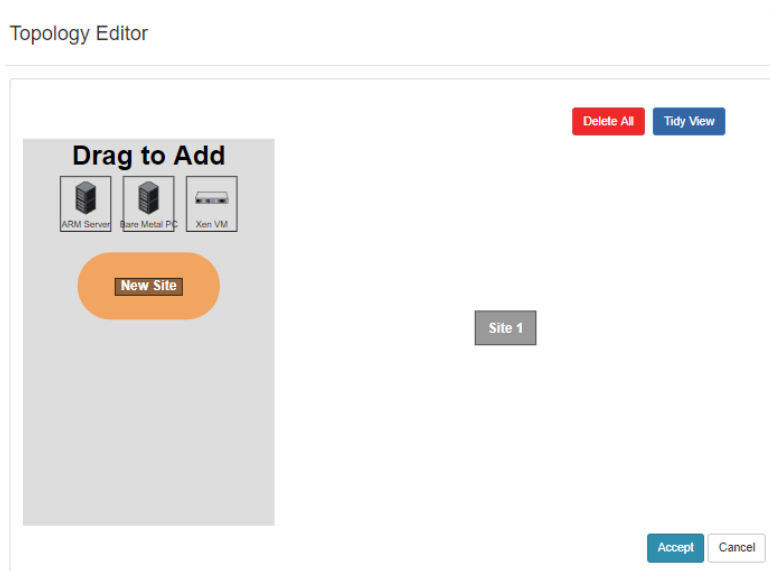 Topology Editor
Delete All Tidy View
Drag to Add
ARM Server Bare Metal PC Xen VM
New Site
Site 1
Accept Cancel